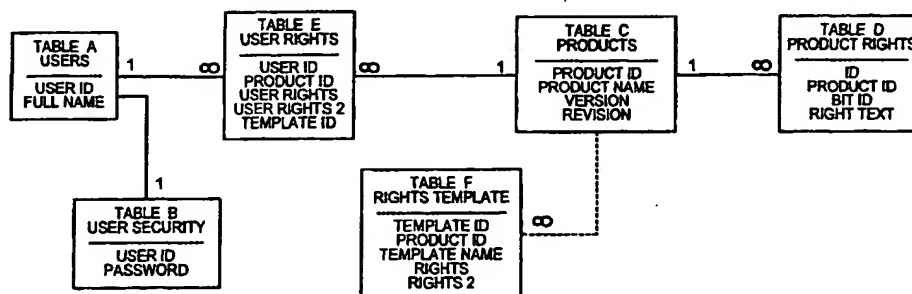 TABLE A
USERS
USER ID
FULL NAME
1
∞
TABLE E
USER RIGHTS
USER ID
PRODUCT ID
USER RIGHTS
USER RIGHTS 2
TEMPLATE ID
∞
1
TABLE C
PRODUCTS
PRODUCT ID
PRODUCT NAME
VERSION
REVISION
1
∞
TABLE D
PRODUCT RIGHTS
ID
PRODUCT ID
BIT ID
RIGHT TEXT
1
TABLE B
USER SECURITY
USER ID
PASSWORD
TABLE F
RIGHTS TEMPLATE
TEMPLATE ID
PRODUCT ID
TEMPLATE NAME
RIGHTS
RIGHTS 2
∞